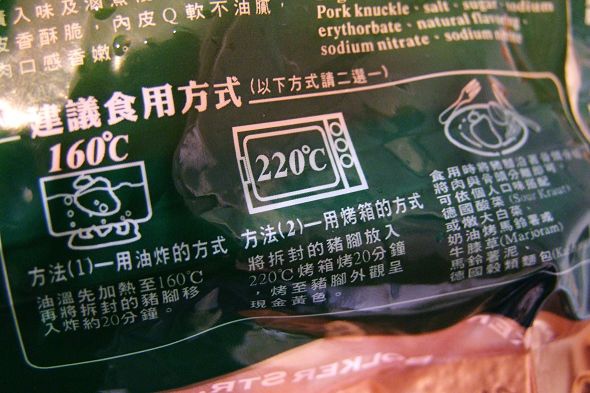 入味及滷煮
皮香酥脆，內皮Q軟不油膩，
肉口感香嫩
Pork knuckle、salt、sugar、sodium
erythorbate、natural flavoring
sodium nitrate、sodium
建議食用方式（以下方式請二選一）
160℃
方法(1)—用油炸的方式
油溫先加熱至160℃
再將拆封的豬腳移
入炸約20分鐘。
220℃
方法(2)—用烤箱的方式
將拆封的豬腳放入
220℃烤箱烤20分鐘
，烤至豬腳外觀呈
現金黃色。
食用時
將肉與骨頭分離即可
可依個人口味搭配
德國酸菜(Sour Kraut)
或燉大白菜、
奶油烤馬鈴薯塊
牛膝草(Marjoram)
馬鈴薯泥、
德國穀類麵包